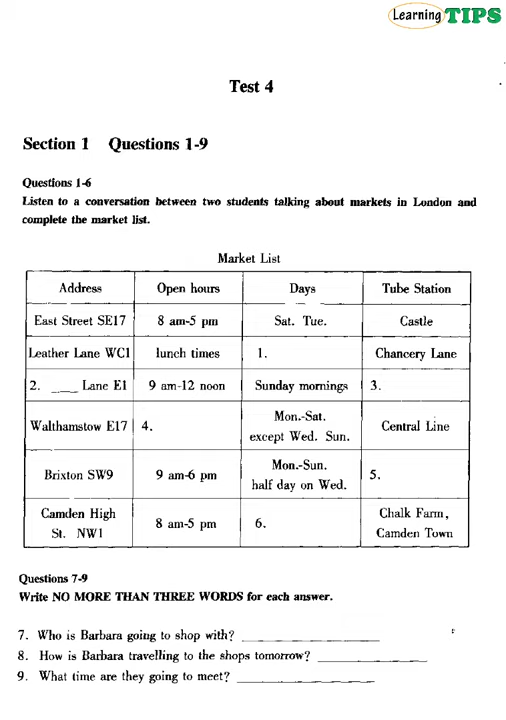 Learning TIPS
Test 4
Section 1 Questions 1-9
Questions 1-6
Listen to a conversation between two students talking about markets in London and
complete the market list.
Market List
Address Open hours Days Tube Station
East Street SE17 8 am-5 pm Sat. Tue. Castle
Leather Lane WC1 lunch times 1. Chancery Lane
2. ____ Lane E1 9 am-12 noon Sunday mornings 3.
Walthamstow E17 4. Mon.-Sat. except Wed. Sun. Central Line
Brixton SW9 9 am-6 pm Mon.-Sun. half day on Wed. 5.
Camden High St. NW1 8 am-5 pm 6. Chalk Farm, Camden Town
Questions 7-9
Write NO MORE THAN THREE WORDS for each answer.
7. Who is Barbara going to shop with? ____________________
8. How is Barbara travelling to the shops tomorrow? ________________
9. What time are they going to meet? ____________________